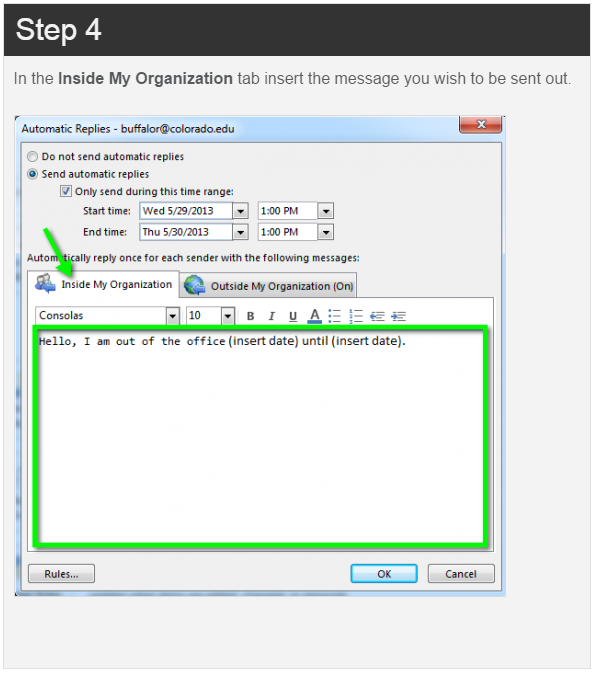 Step 4
In the Inside My Organization tab insert the message you wish to be sent out.
Automatic Replies - buffalor@colorado.edu
Do not send automatic replies
Send automatic replies
Only send during this time range:
Start time: Wed 5/29/2013 1:00 PM
End time: Thu 5/30/2013 1:00 PM
Automatically reply once for each sender with the following messages:
Inside My Organization Outside My Organization (On)
Consolas 10 B I U A
Hello, I am out of the office (insert date) until (insert date).
Rules... OK Cancel